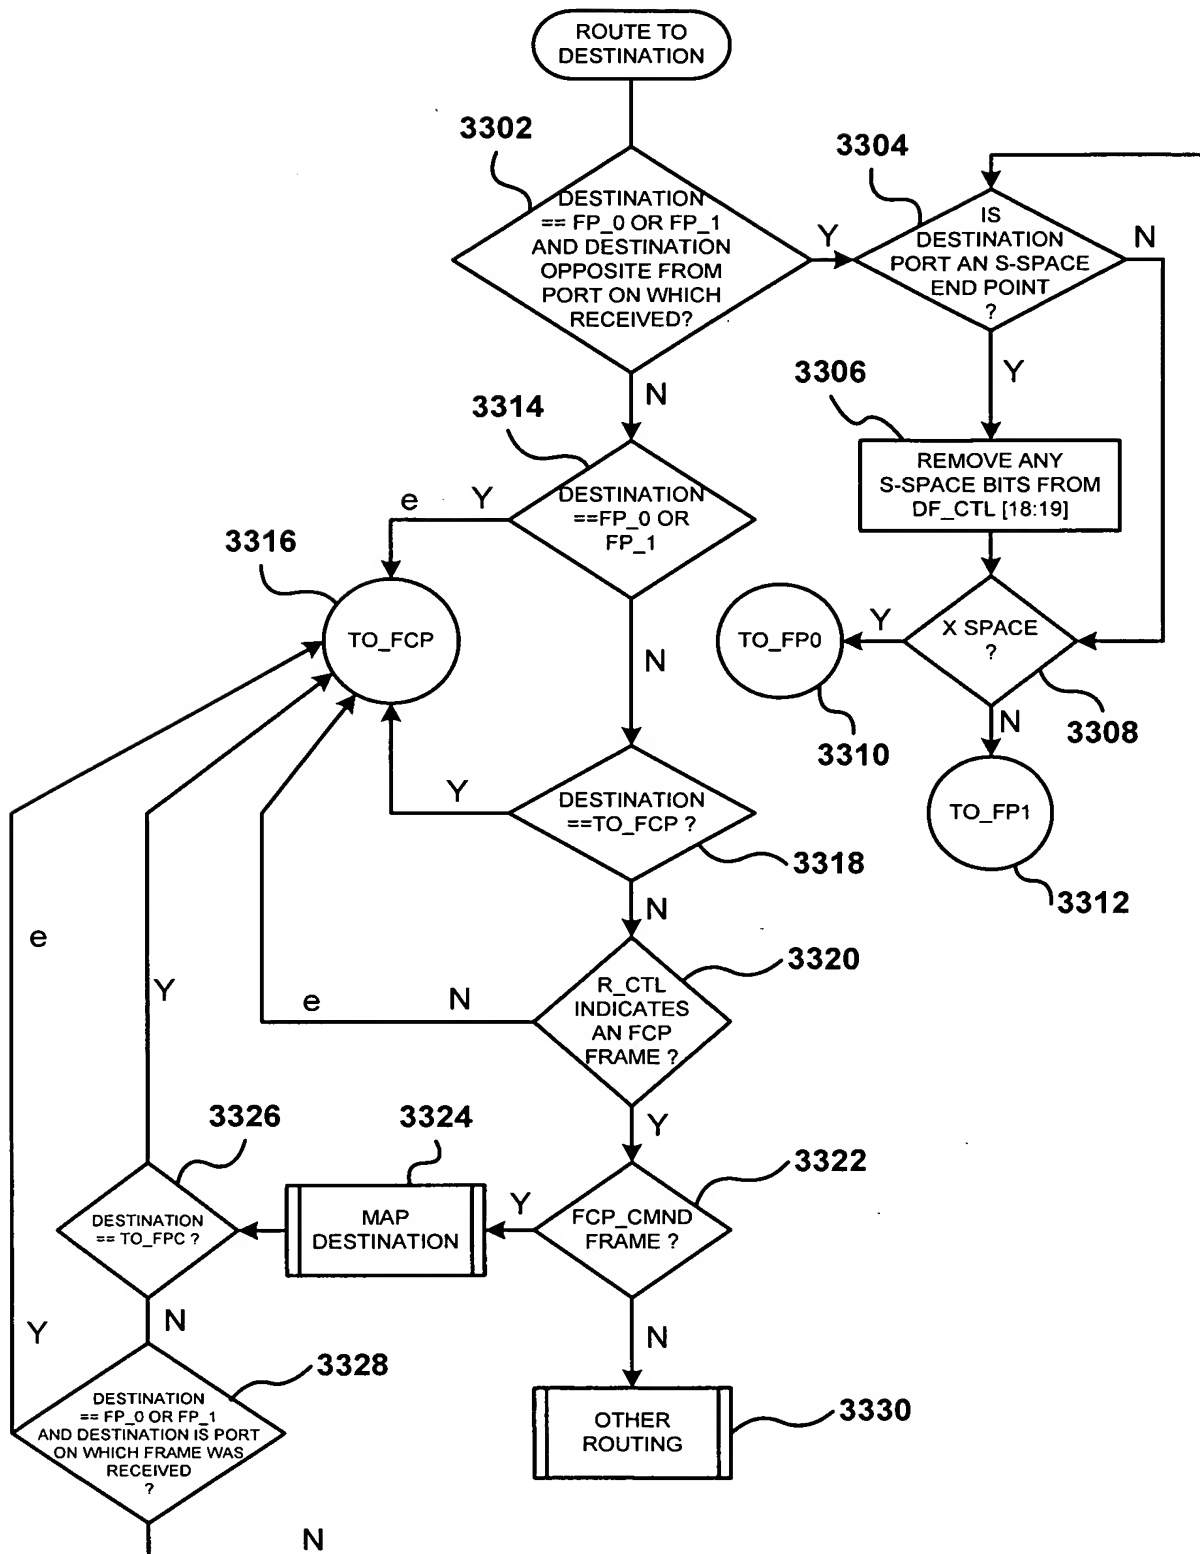 ROUTE TO
DESTINATION
3302
DESTINATION
== FP_0 OR FP_1
AND DESTINATION
OPPOSITE FROM
PORT ON WHICH
RECEIVED?
Y
N
3304
IS
DESTINATION
PORT AN S-SPACE
END POINT
?
N
Y
3306
REMOVE ANY
S-SPACE BITS FROM
DF_CTL [18:19]
X SPACE
?
3308
Y
N
TO_FP0
3310
TO_FP1
3312
3314
DESTINATION
==FP_0 OR
FP_1
Y
e
N
3316
TO_FCP
DESTINATION
==TO_FCP ?
3318
Y
N
R_CTL
INDICATES
AN FCP
FRAME ?
3320
N
e
Y
FCP_CMND
FRAME ?
3322
Y
N
3324
MAP
DESTINATION
3326
DESTINATION
== TO_FPC ?
Y
N
3328
DESTINATION
== FP_0 OR FP_1
AND DESTINATION IS PORT
ON WHICH FRAME WAS
RECEIVED
?
Y
e
N
OTHER
ROUTING
3330